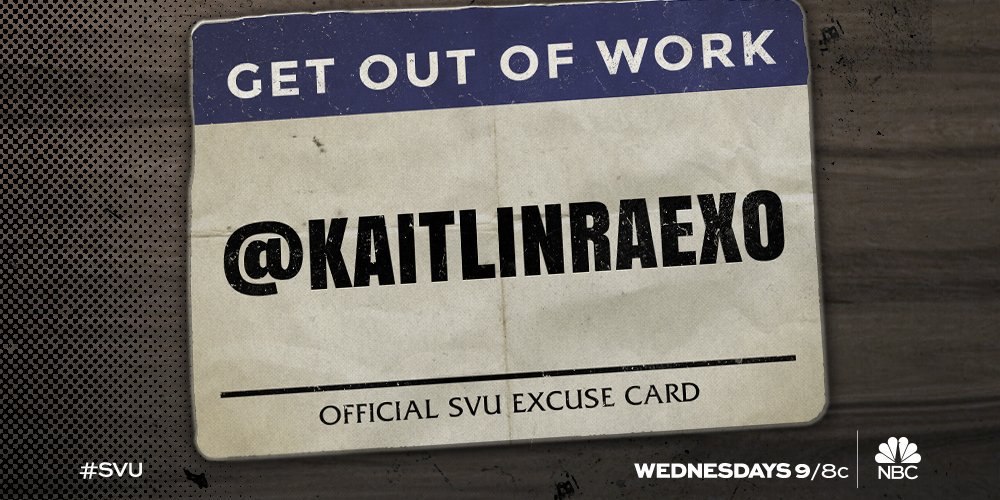 GET OUT OF WORK
@KAITLINRAEXO
OFFICIAL SVU EXCUSE CARD
#SVU
WEDNESDAYS 9/8c
NBC